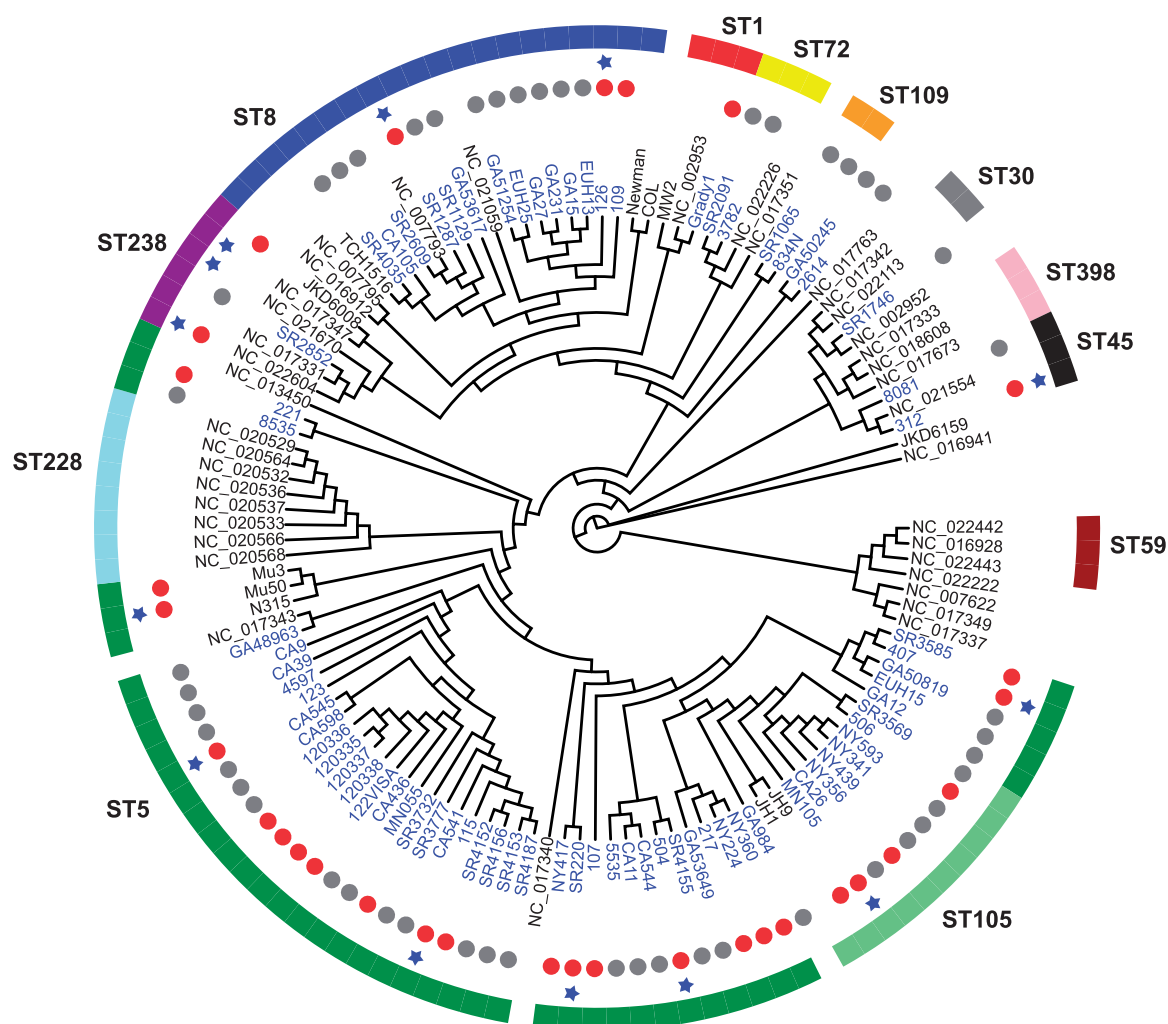 ST1
ST72
ST109
ST30
ST398
ST45
ST59
ST105
ST5
ST228
ST238
ST8
Newman
COL
MW2
NC_002953
Grady1
SR2091
3782
NC_022226
NC_017351
SR1065
834N
GA50245
2614
NC_017763
NC_017342
NC_022113
SR1746
NC_002952
NC_017333
NC_018608
NC_017673
8081
NC_021554
312
JKD6159
NC_016941
NC_022442
NC_016928
NC_022443
NC_022222
NC_007622
NC_017349
NC_017337
SR3585
407
GA50819
EUH15
GA12
SR3569
506
NY593
NY341
NY439
NY356
CA26
MN105
JH9
JH1
GA984
NY360
NY224
217
GA53649
SR4155
504
CA544
CA11
5535
107
SR220
NY417
NC_017340
SR4187
SR4153
SR4156
SR4152
115
CA541
SR3777
SR3732
MN055
CA436
122VISA
120338
120337
120335
120336
CA598
CA545
123
4597
CA39
CA9
GA48963
NC_017343
N315
Mu50
Mu3
NC_020568
NC_020566
NC_020533
NC_020537
NC_020536
NC_020532
NC_020564
NC_020529
8535
221
NC_013450
NC_022604
NC_017331
SR2852
NC_021670
NC_017347
JKD6008
NC_016912
NC_007795
TCH1516
SR4035
CA105
SR2609
NC_007793
SR1287
SR1129
GA53617
NC_021059
GA51254
EUH25
GA27
GA231
GA15
EUH13
126
109